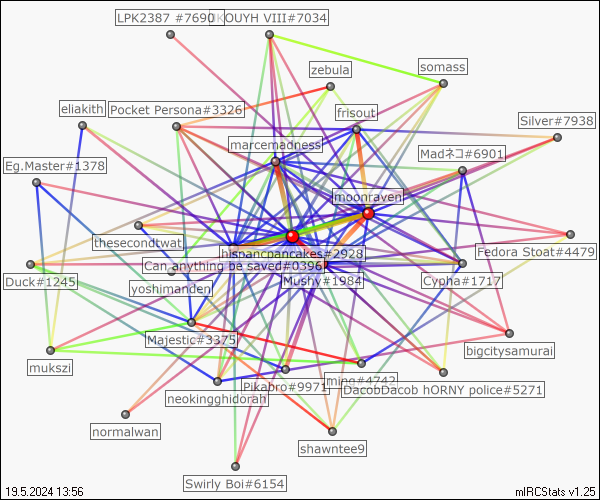 LPK2387 #7690
OUYH VIII#7034
zebula
somass
eliakith
Pocket Persona#3326
frisout
Silver#7938
marcemadness
Madネコ#6901
Eg.Master#1378
moonraven
thesecondtwat
hispancpancakes#2928
Fedora Stoat#4479
Can anything be saved#0396
Duck#1245
yoshimanden
Mushy#1984
Cypha#1717
Majestic#3375
bigcitysamurai
mukszi
Pikabro#9971
ming#4742
DacobDacob hORNY police#5271
neokingghidorah
normalwan
shawntee9
Swirly Boi#6154
19.5.2024 13:56
mIRCStats v1.25